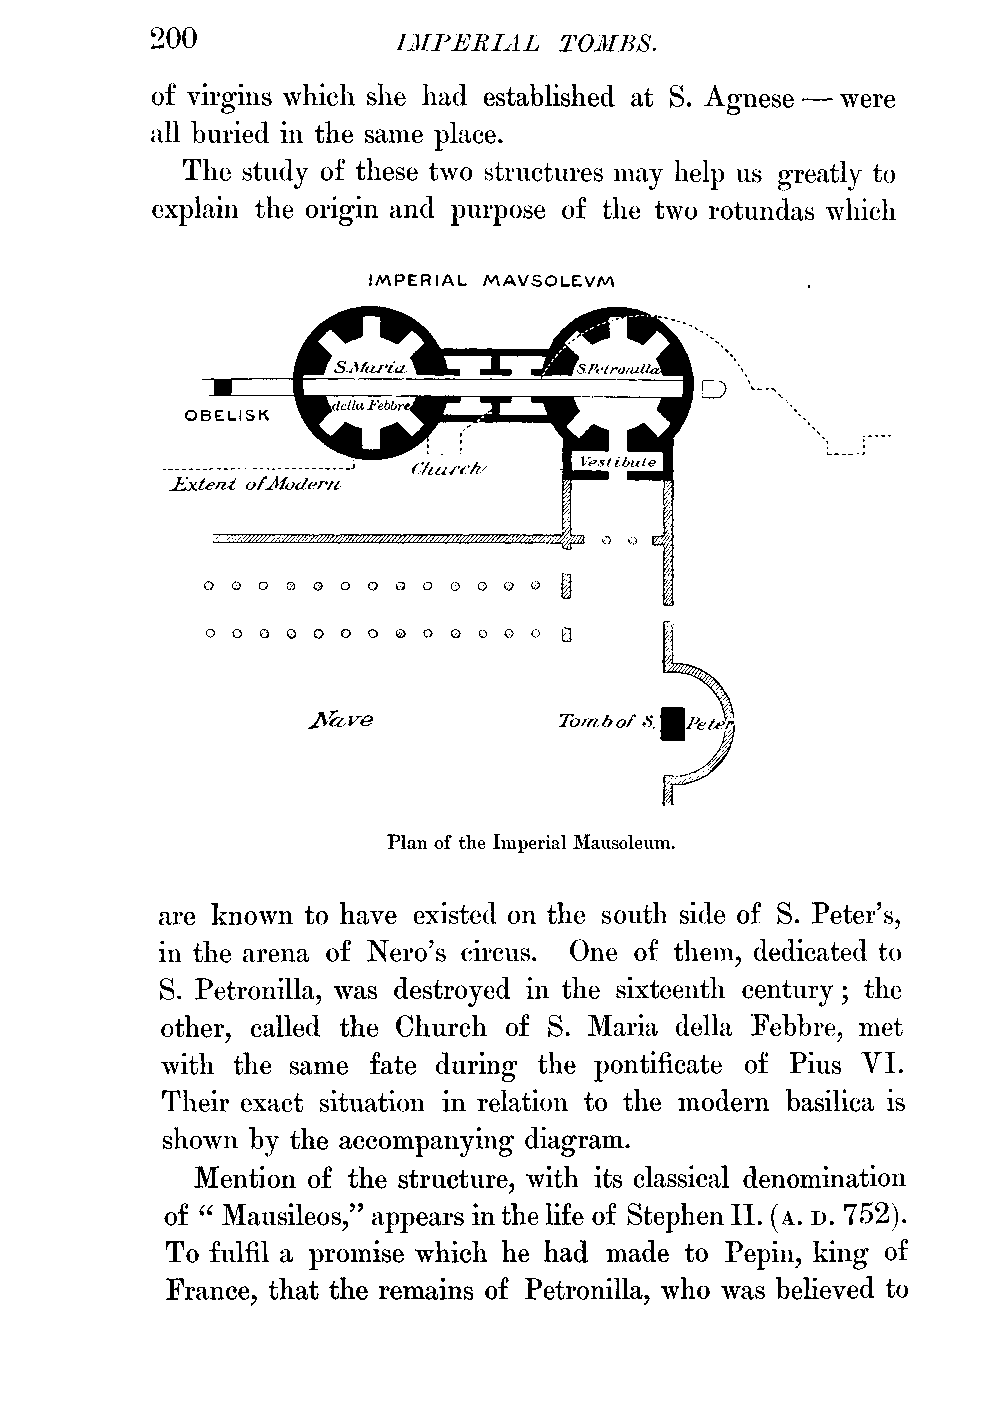 200
IMPERIAL TOMBS.
of virgins which she had established at S. Agnese — were
all buried in the same place.
The study of these two structures may help us greatly to
explain the origin and purpose of the two rotundas which
IMPERIAL MAVSOLEVM
S. Maria
della Febbre
S. Petronilla
OBELISK
Church
Vestibule
Extent of Modern
Nave
Tomb of S. Peter
Plan of the Imperial Mausoleum.
are known to have existed on the south side of S. Peter's,
in the arena of Nero's circus. One of them, dedicated to
S. Petronilla, was destroyed in the sixteenth century; the
other, called the Church of S. Maria della Febbre, met
with the same fate during the pontificate of Pius VI.
Their exact situation in relation to the modern basilica is
shown by the accompanying diagram.
Mention of the structure, with its classical denomination
of “ Mausileos,” appears in the life of Stephen II. (A. D. 752).
To fulfil a promise which he had made to Pepin, king of
France, that the remains of Petronilla, who was believed to